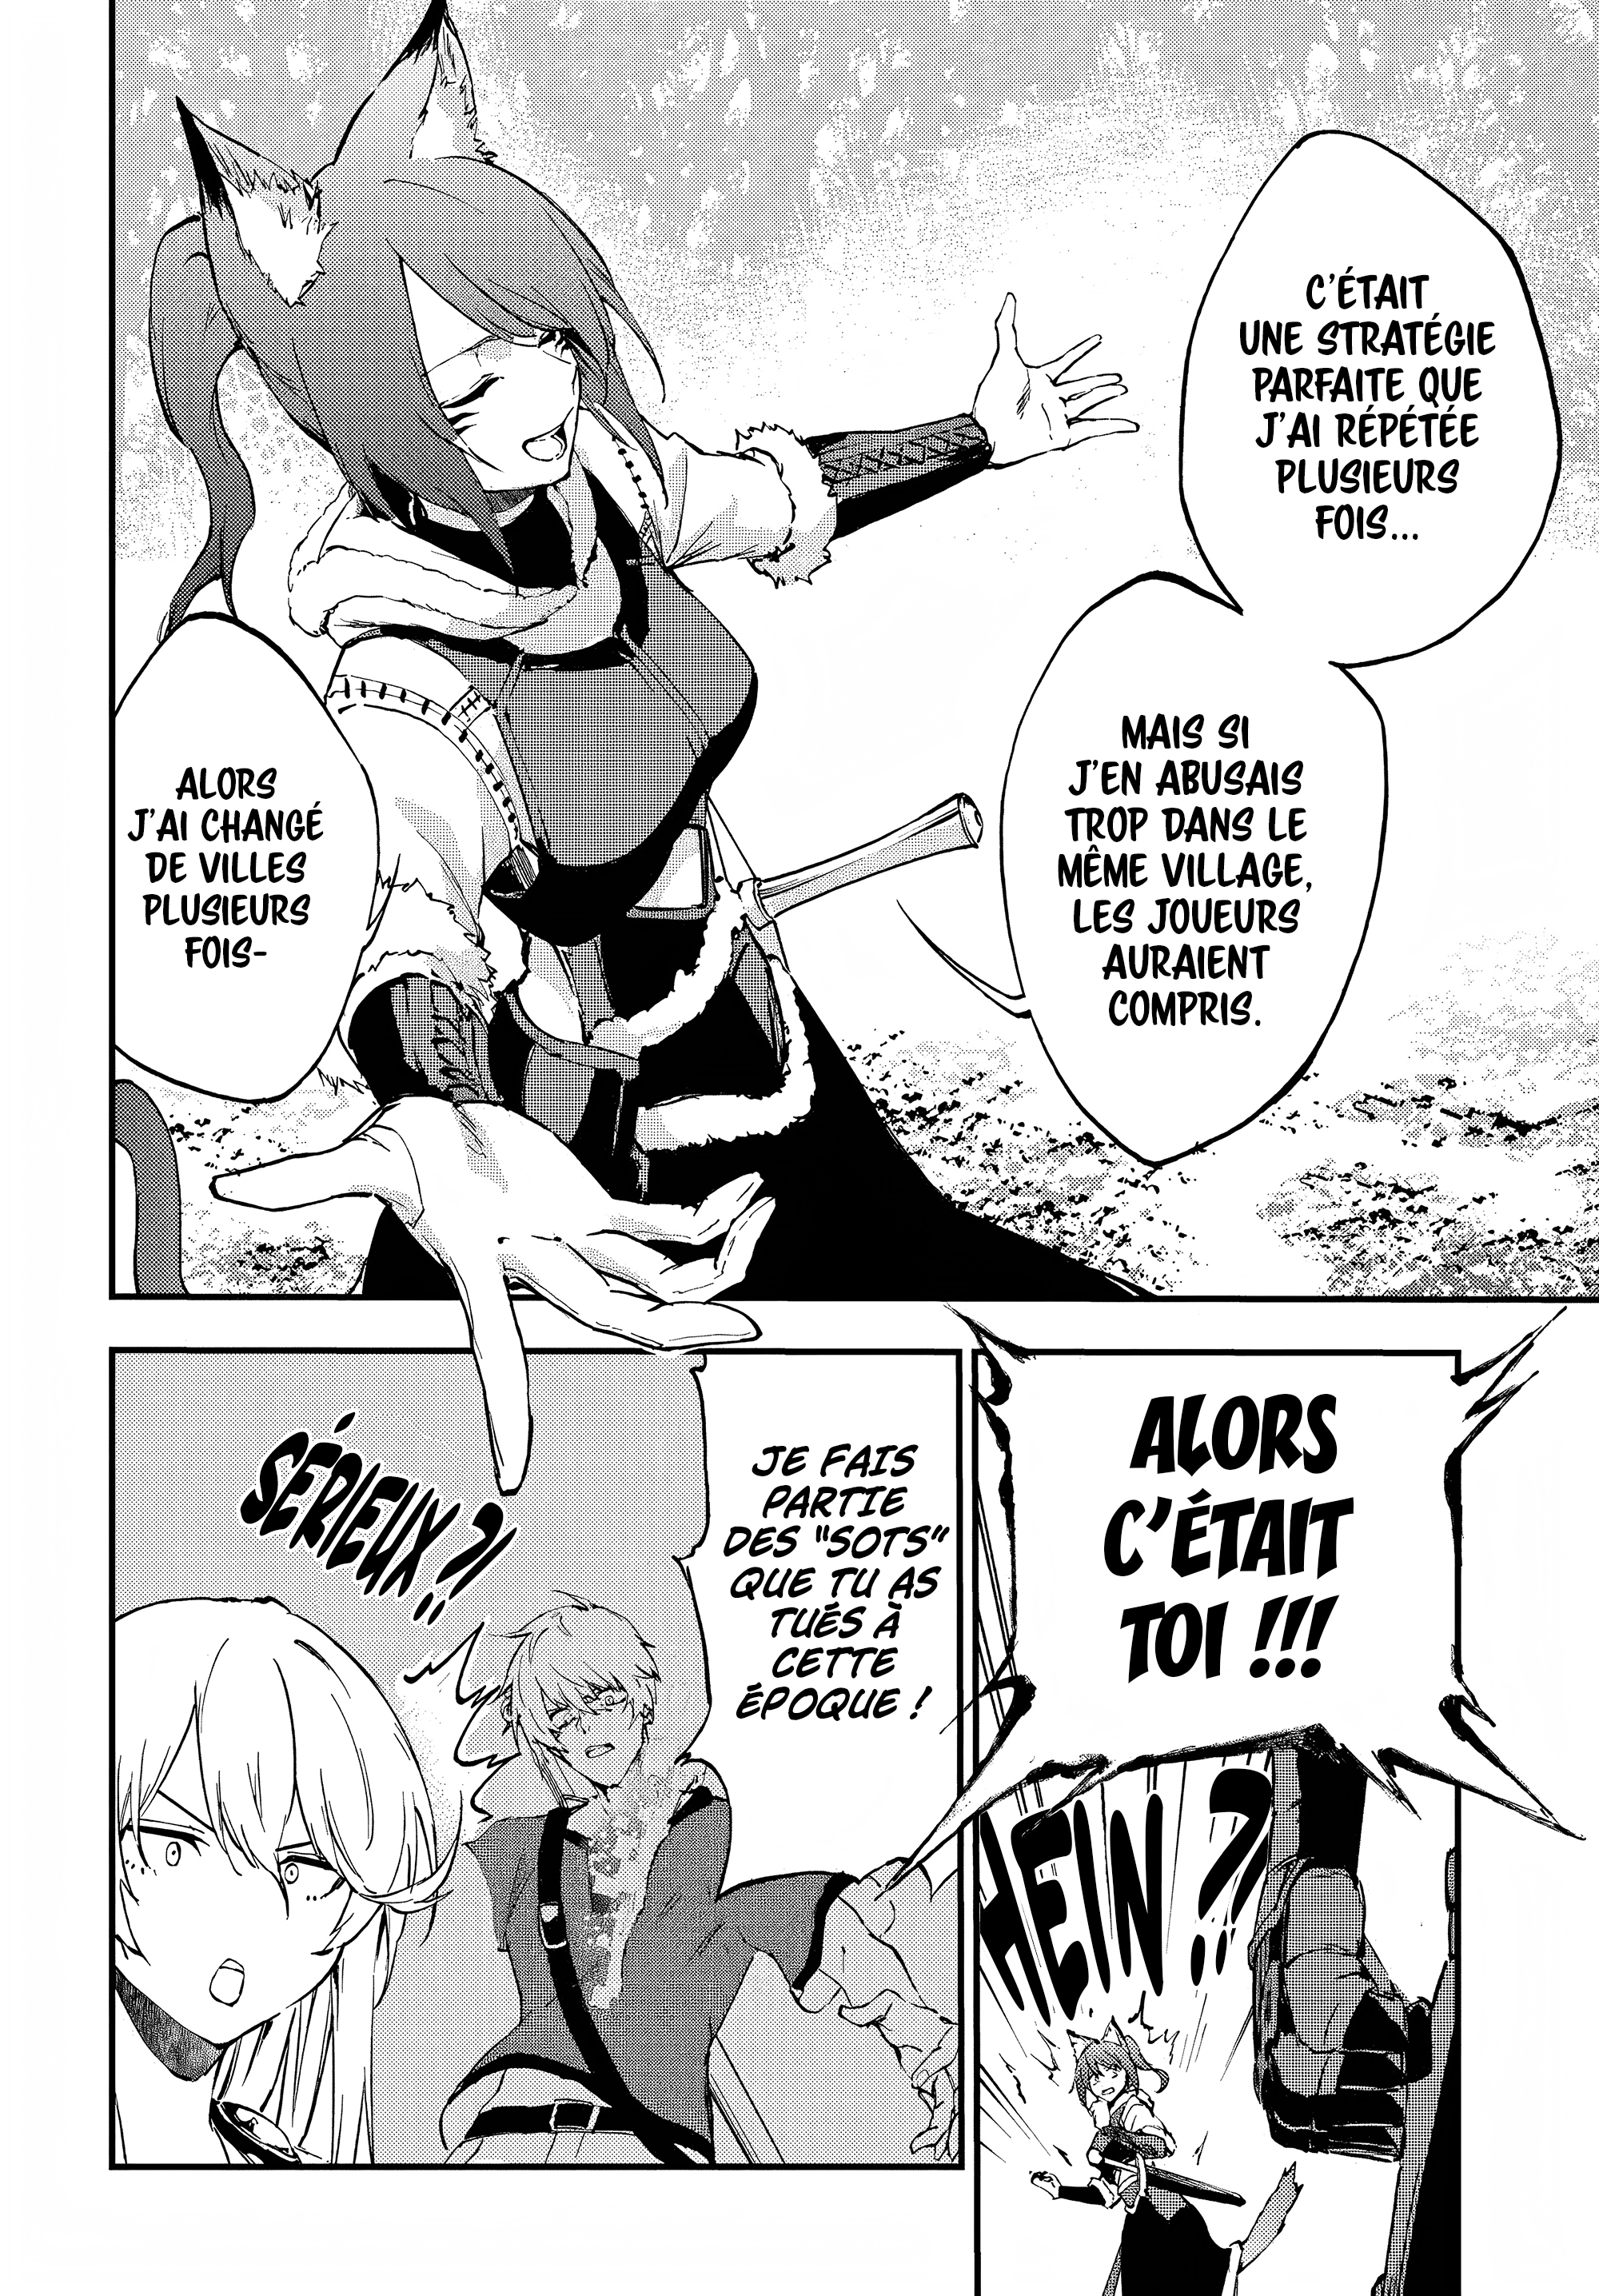 C'ÉTAIT
UNE STRATÉGIE
PARFAITE QUE
J'AI RÉPÉTÉE
PLUSIEURS
FOIS...
MAIS SI
J'EN ABUSAIS
TROP DANS LE
MÊME VILLAGE,
LES JOUEURS
AURAIENT
COMPRIS.
ALORS
J'AI CHANGÉ
DE VILLES
PLUSIEURS
FOIS-
ALORS
C'ÉTAIT
TOI !!!
HEIN ?!
JE FAIS
PARTIE
DES "SOTS"
QUE TU AS
TUÉS À
CETTE
ÉPOQUE !
SÉRIEUX ?!